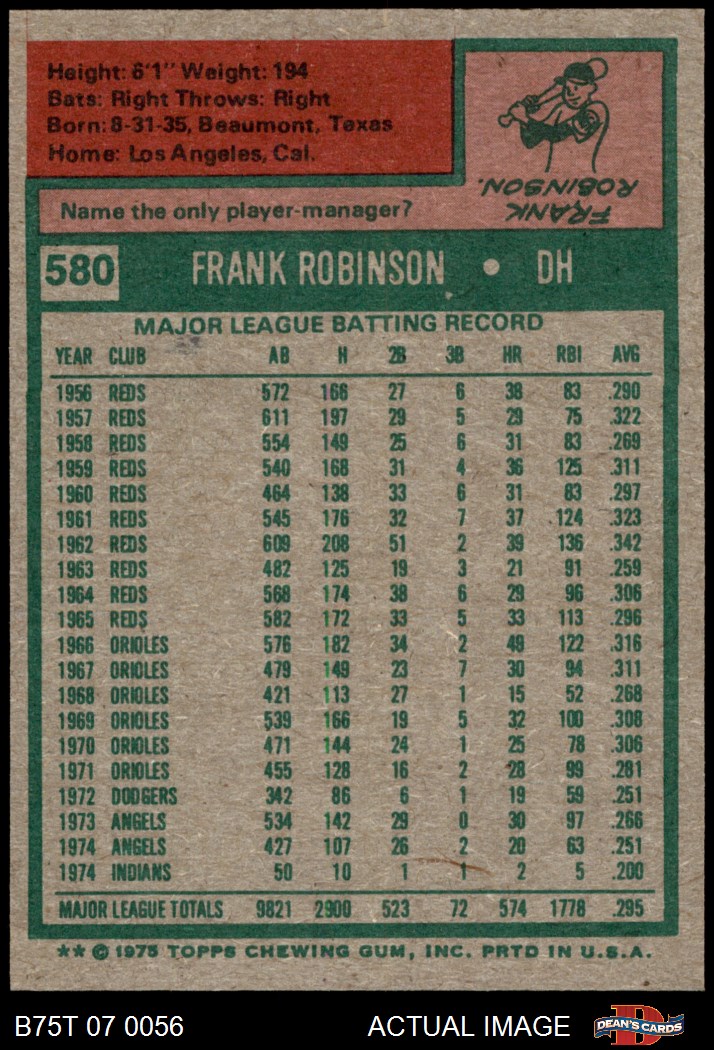 Height: 6'1" Weight: 194
Bats: Right Throws: Right
Born: 8-31-35, Beaumont, Texas
Home: Los Angeles, Cal.
Name the only player-manager?
FRANK
ROBINSON.
580 FRANK ROBINSON • DH
MAJOR LEAGUE BATTING RECORD
YEAR CLUB AB H 2B 3B HR RBI AVG
1956 REDS 572 166 27 6 38 83 .290
1957 REDS 611 197 29 5 29 75 .322
1958 REDS 554 149 25 6 31 83 .269
1959 REDS 540 168 31 4 36 125 .311
1960 REDS 464 138 33 6 31 83 .297
1961 REDS 545 176 32 7 37 124 .323
1962 REDS 609 208 51 2 39 136 .342
1963 REDS 482 125 19 3 21 91 .259
1964 REDS 568 174 38 6 29 96 .306
1965 REDS 582 172 33 5 33 113 .296
1966 ORIOLES 576 182 34 2 49 122 .316
1967 ORIOLES 479 149 23 7 30 94 .311
1968 ORIOLES 421 113 27 1 15 52 .268
1969 ORIOLES 539 166 19 5 32 100 .308
1970 ORIOLES 471 144 24 1 25 78 .306
1971 ORIOLES 455 128 16 2 28 99 .281
1972 DODGERS 342 86 6 1 19 59 .251
1973 ANGELS 534 142 29 0 30 97 .266
1974 ANGELS 427 107 26 2 20 63 .251
1974 INDIANS 50 10 1 1 2 5 .200
MAJOR LEAGUE TOTALS 9821 2900 523 72 574 1778 .295
** © 1975 TOPPS CHEWING GUM, INC. PRTD IN U.S.A.
B75T 07 0056 ACTUAL IMAGE D DEAN'S CARDS